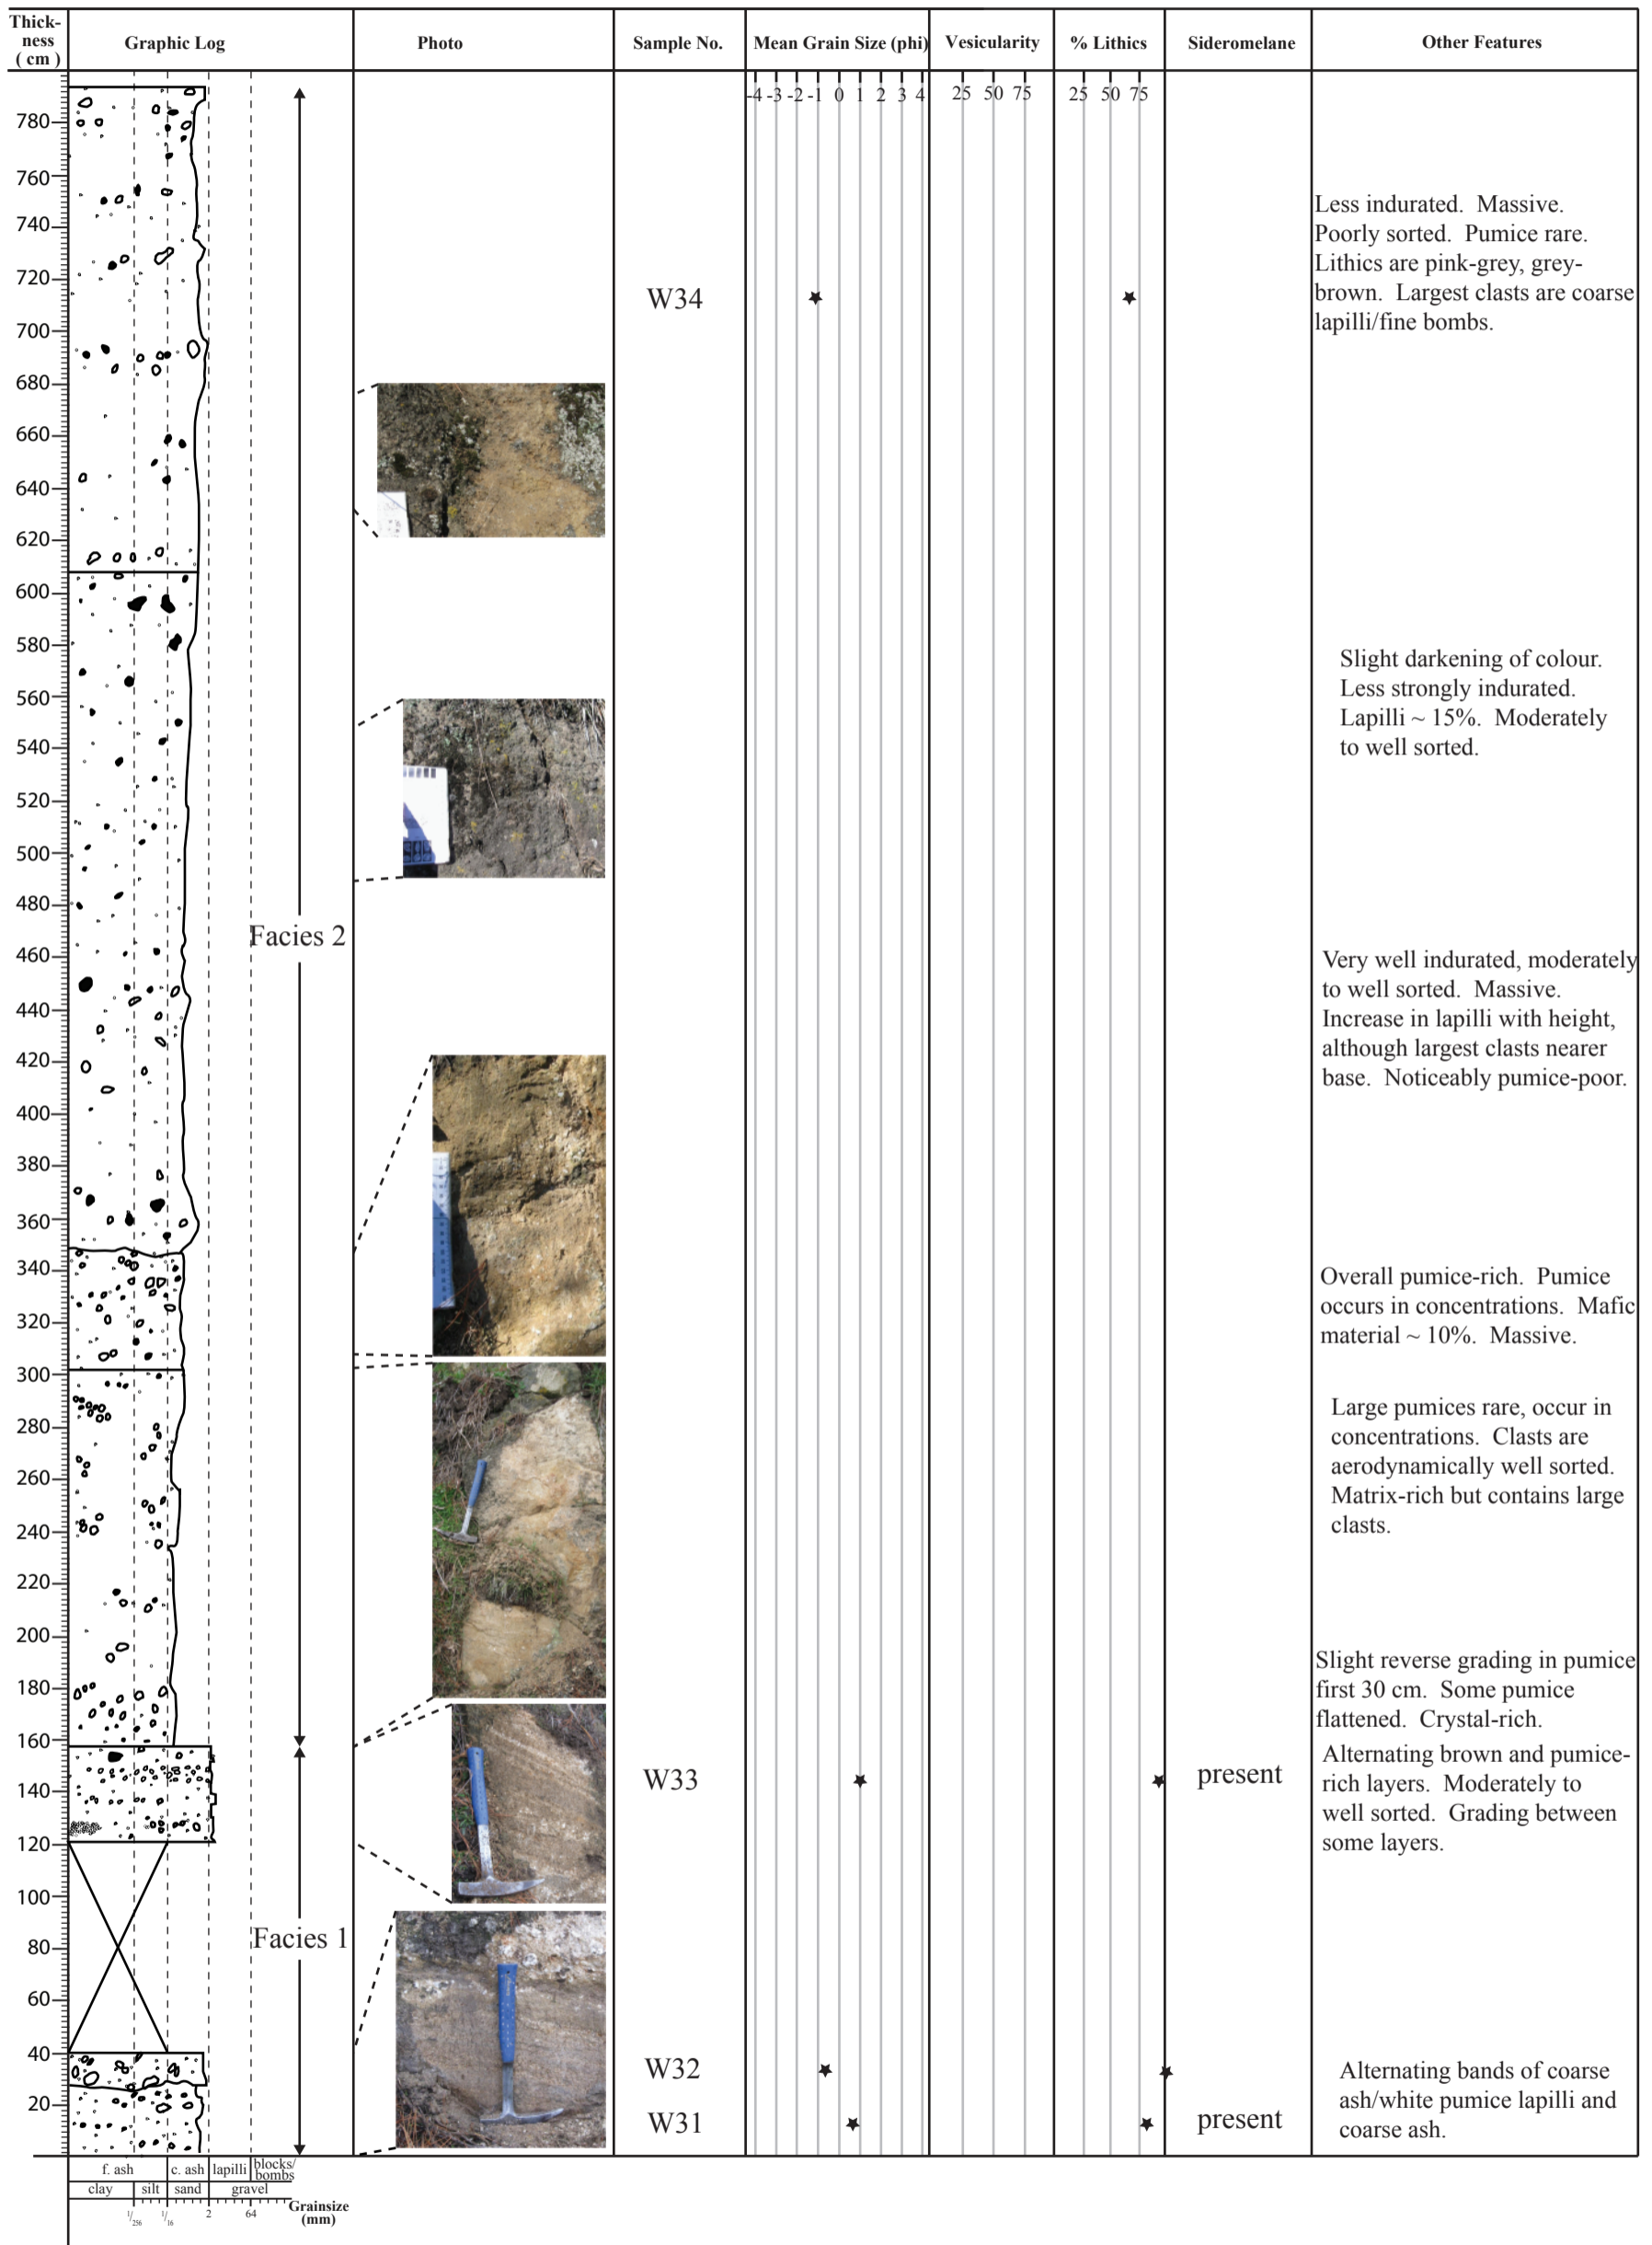 Thick-
ness
( cm )
Graphic Log
Photo
Sample No.
Mean Grain Size (phi)
Vesicularity
% Lithics
Sideromelane
Other Features
-4 -3 -2 -1 0 1 2 3 4
25 50 75
25 50 75
780
760
740
720
700
680
660
640
620
600
580
560
540
520
500
480
460
440
420
400
380
360
340
320
300
280
260
240
220
200
180
160
140
120
100
80
60
40
20
Facies 2
Facies 1
W34
W33
W32
W31
present
present
Less indurated. Massive.
Poorly sorted. Pumice rare.
Lithics are pink-grey, grey-
brown. Largest clasts are coarse
lapilli/fine bombs.
Slight darkening of colour.
Less strongly indurated.
Lapilli ~ 15%. Moderately
to well sorted.
Very well indurated, moderately
to well sorted. Massive.
Increase in lapilli with height,
although largest clasts nearer
base. Noticeably pumice-poor.
Overall pumice-rich. Pumice
occurs in concentrations. Mafic
material ~ 10%. Massive.
Large pumices rare, occur in
concentrations. Clasts are
aerodynamically well sorted.
Matrix-rich but contains large
clasts.
Slight reverse grading in pumice
first 30 cm. Some pumice
flattened. Crystal-rich.
Alternating brown and pumice-
rich layers. Moderately to
well sorted. Grading between
some layers.
Alternating bands of coarse
ash/white pumice lapilli and
coarse ash.
f. ash
c. ash
lapilli
blocks/
bombs
clay
silt
sand
gravel
1/256
1/16
2
64
Grainsize
(mm)